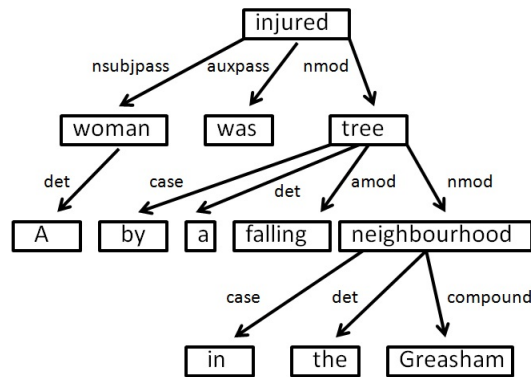 injured
nsubjpass auxpass nmod
woman was tree
det case det amod nmod
A by a falling neighbourhood
case det compound
in the Greasham